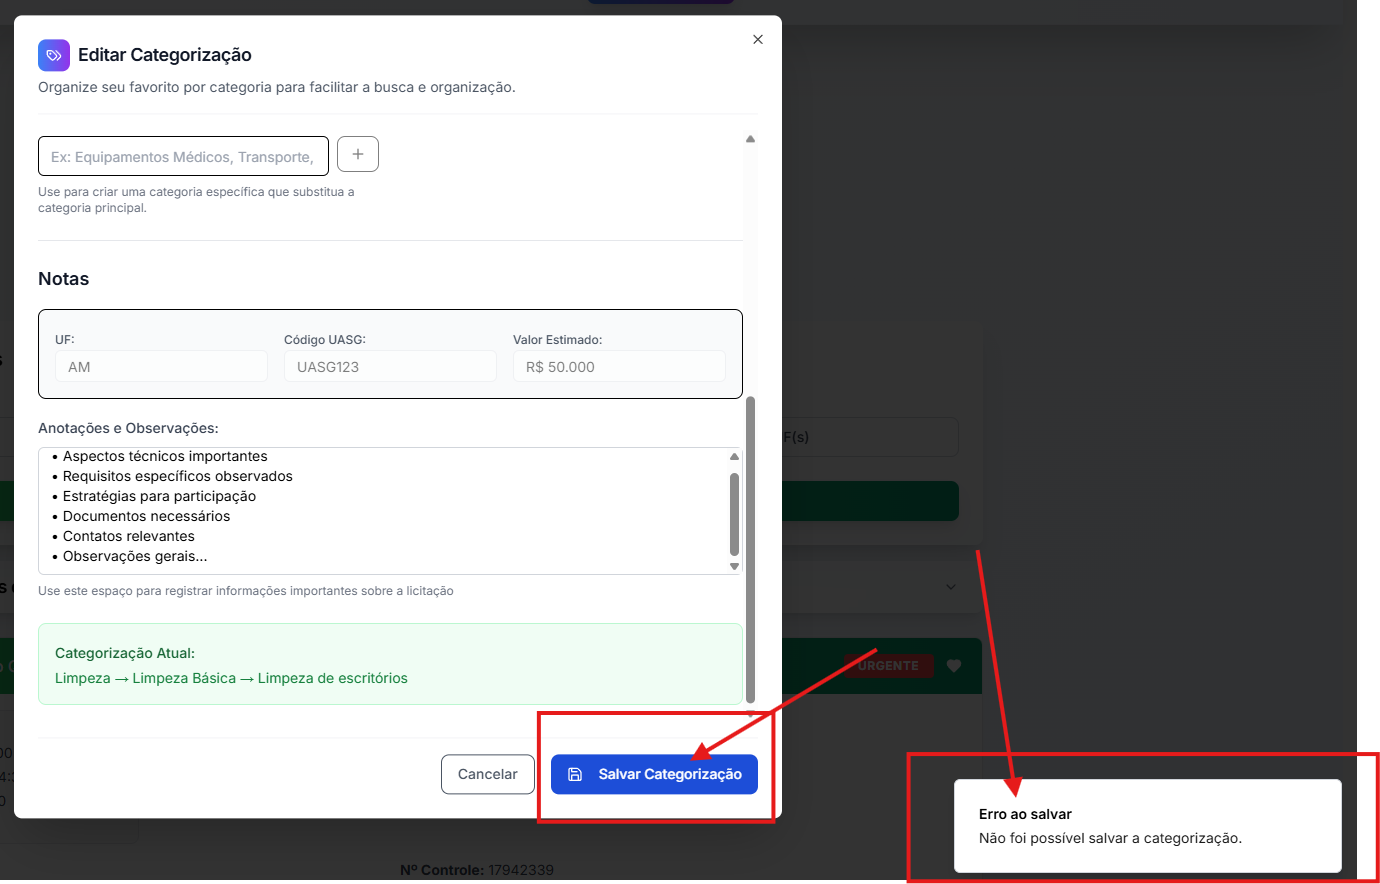 Editar Categorização
Organize seu favorito por categoria para facilitar a busca e organização.
Ex: Equipamentos Médicos, Transporte,
Use para criar uma categoria específica que substitua a
categoria principal.
Notas
UF:
Código UASG:
Valor Estimado:
AM
UASG123
R$ 50.000
Anotações e Observações:
F(s)
• Aspectos técnicos importantes
• Requisitos específicos observados
• Estratégias para participação
• Documentos necessários
• Contatos relevantes
• Observações gerais...
Use este espaço para registrar informações importantes sobre a licitação
Categorização Atual:
Limpeza → Limpeza Básica → Limpeza de escritórios
URGENTE
Cancelar
Salvar Categorização
Erro ao salvar
Não foi possível salvar a categorização.
Nº Controle: 17942339